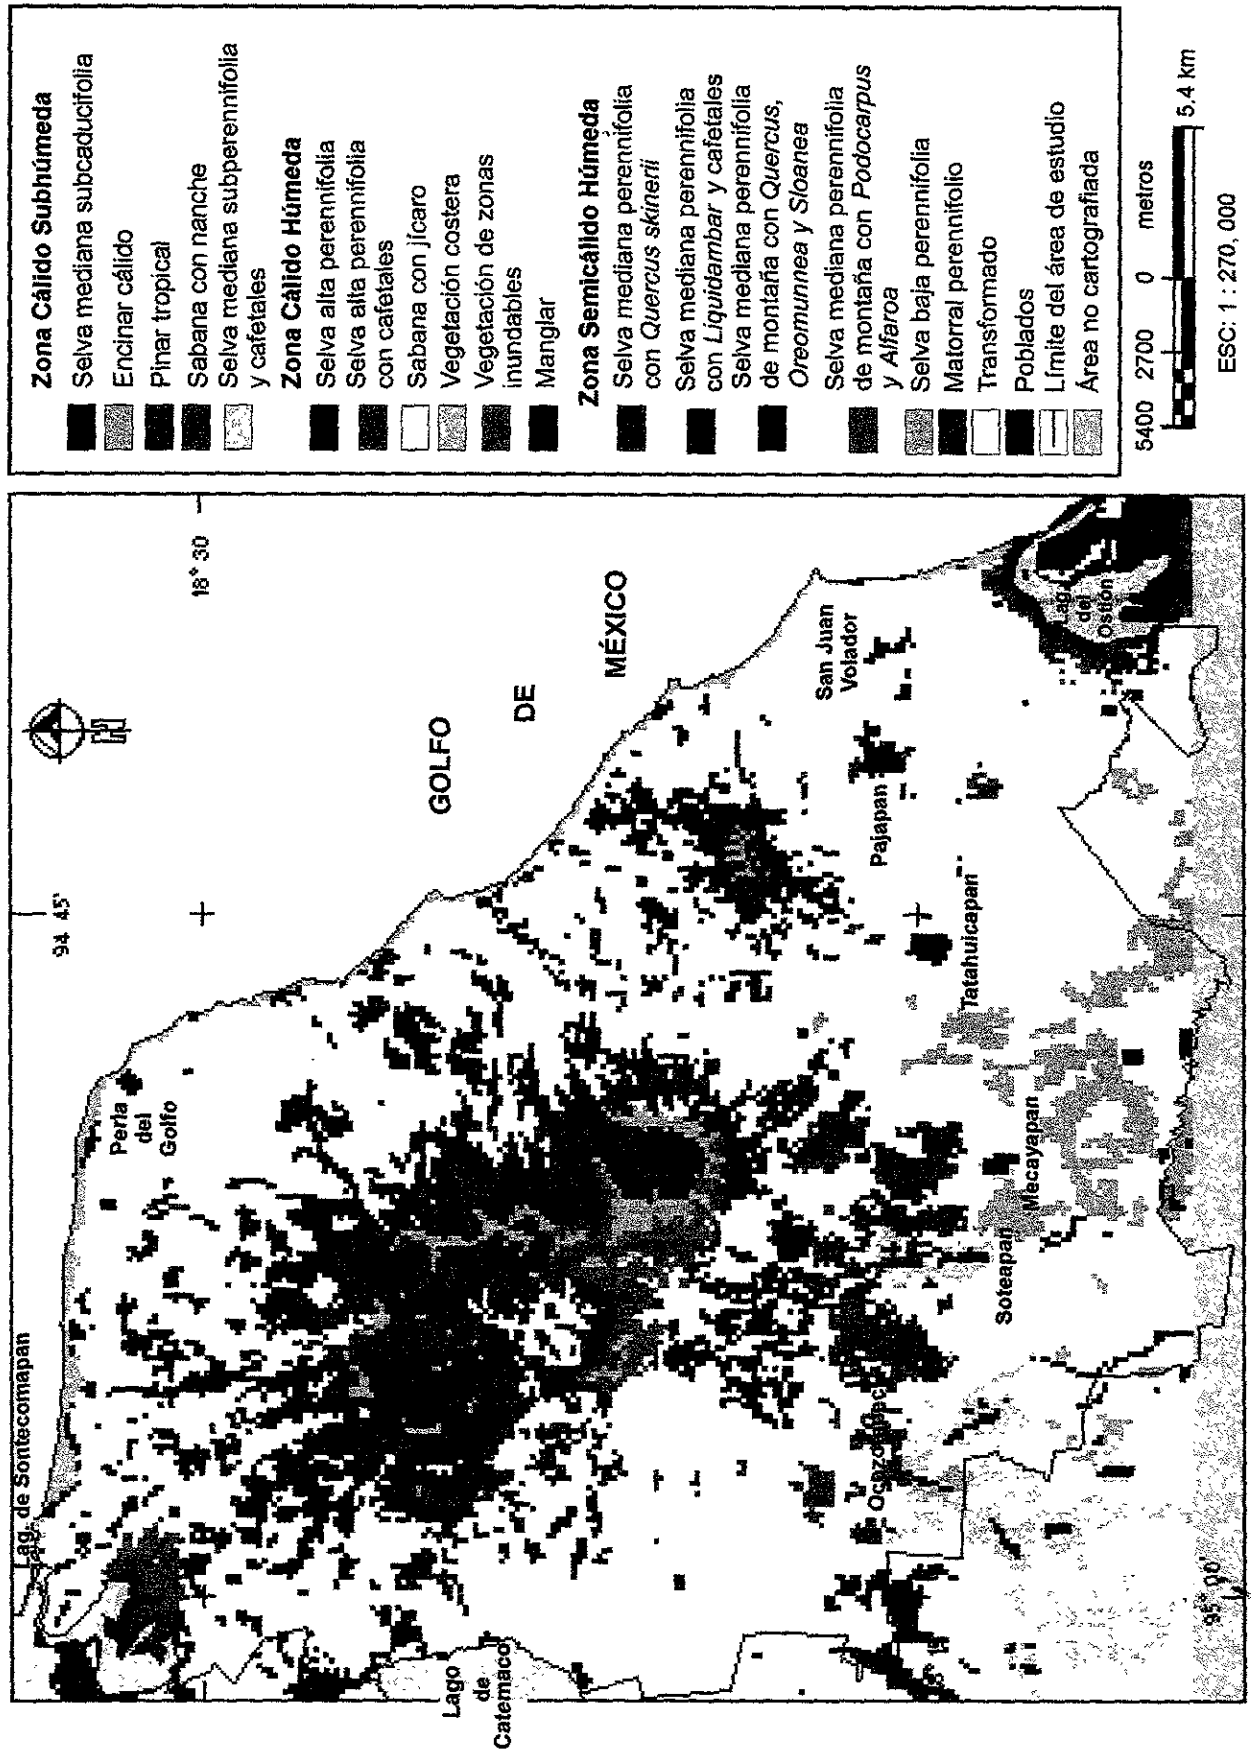 Lag. de Sontecomapan
Perla
del
Golfo
94 45'
18° 30
GOLFO
DE
MÉXICO
Lago
de
Catemaco
San Juan
Volador
Pajapan
Tatahuicapan
Mecayapan
Soteapan
Lag.
del
Ostión
95° 00'
Zona Cálido Subhúmeda
Selva mediana subcaducifolia
Encinar cálido
Pinar tropical
Sabana con nanche
Selva mediana subperennifolia
y cafetales
Zona Cálido Húmeda
Selva alta perennifolia
Selva alta perennifolia
con cafetales
Sabana con jícaro
Vegetación costera
Vegetación de zonas
inundables
Manglar
Zona Semicálido Húmeda
Selva mediana perennifolia
con Quercus skinerii
Selva mediana perennifolia
con Liquidambar y cafetales
Selva mediana perennifolia
de montaña con Quercus,
Oreomunnea y Sloanea
Selva mediana perennifolia
de montaña con Podocarpus
y Alfaroa
Selva baja perennifolia
Matorral perennifolio
Transformado
Poblados
Límite del área de estudio
Área no cartografiada
5400 2700 0 metros 5.4 km
ESC: 1 : 270, 000